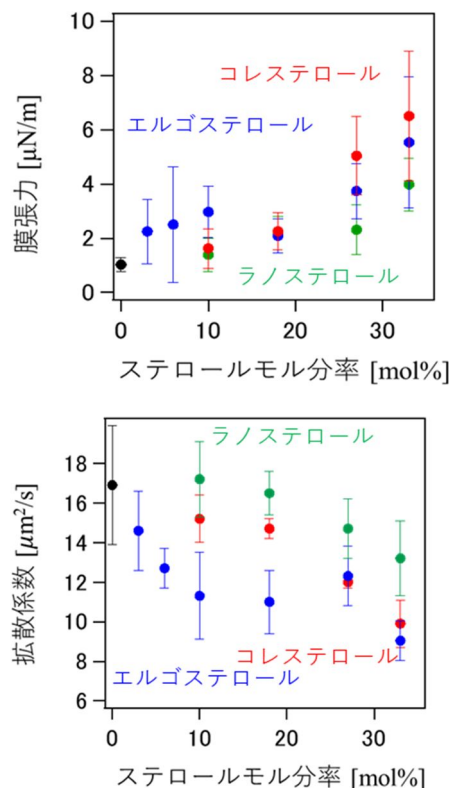 10
8
6
4
2
0
膜張力 [μN/m]
コレステロール
エルゴステロール
ラノステロール
0 10 20 30
ステロールモル分率 [mol%]
18
16
14
12
10
8
6
拡散係数 [μm²/s]
ラノステロール
コレステロール
エルゴステロール
0 10 20 30
ステロールモル分率 [mol%]